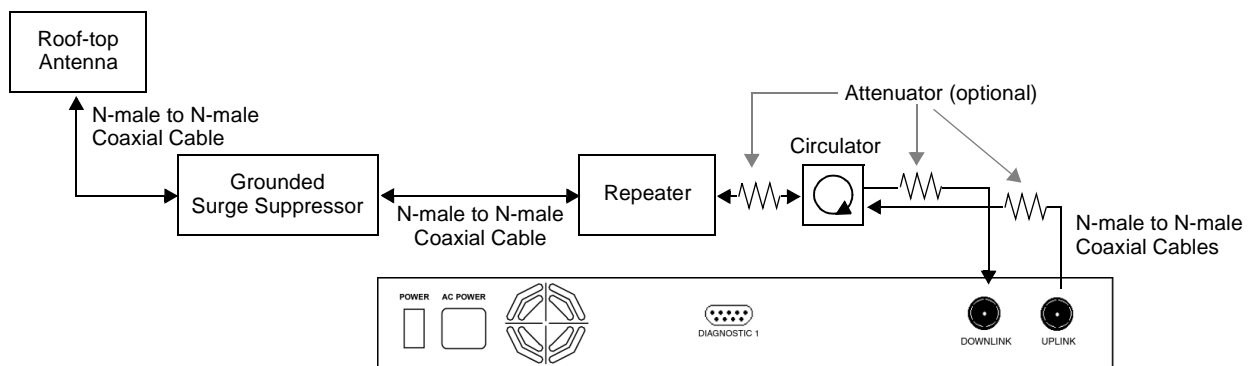 Roof-top
Antenna
N-male to N-male
Coaxial Cable
Grounded
Surge Suppressor
N-male to N-male
Coaxial Cable
Repeater
Attenuator (optional)
Circulator
N-male to N-male
Coaxial Cables
POWER
AC POWER
DIAGNOSTIC 1
DOWNLINK
UPLINK